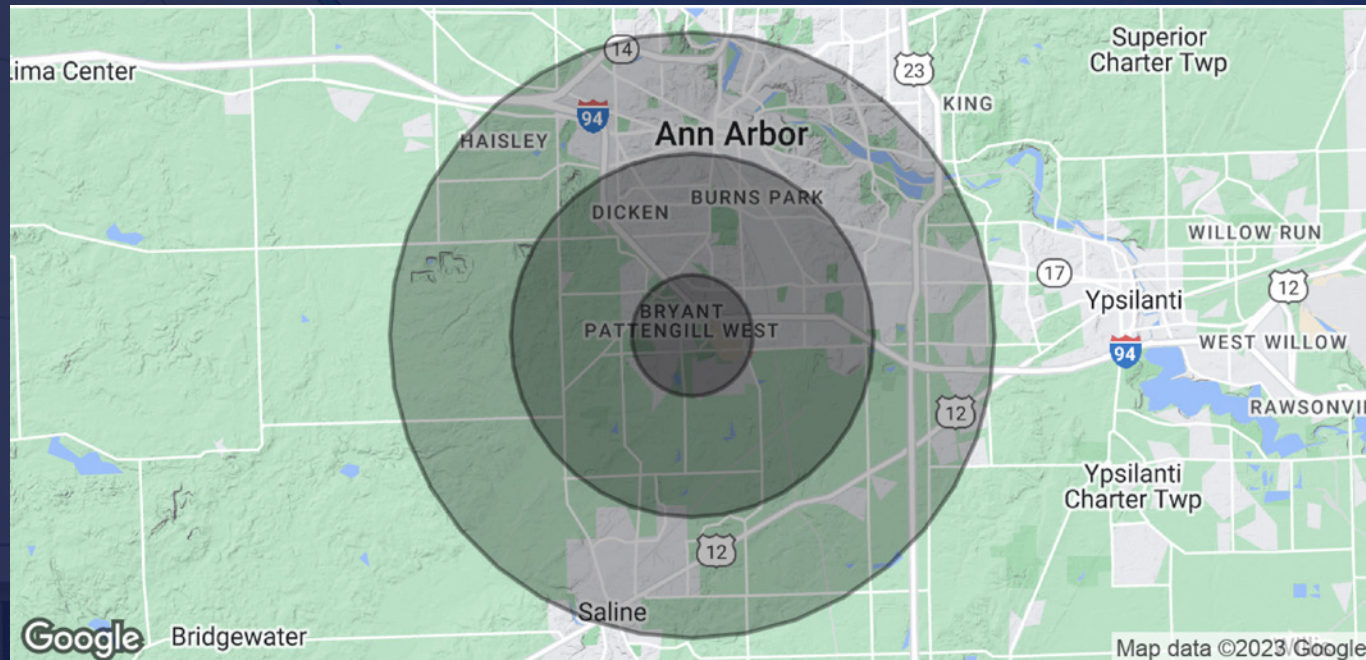 Lima Center
14
23
Superior
Charter Twp
94
KING
HAISLEY
Ann Arbor
DICKEN
BURNS PARK
WILLOW RUN
17
12
Ypsilanti
BRYANT
PATTENGILL WEST
94
WEST WILLOW
12
RAWSONVI
Ypsilanti
Charter Twp
12
Saline
Google
Bridgewater
Map data ©2023 Google